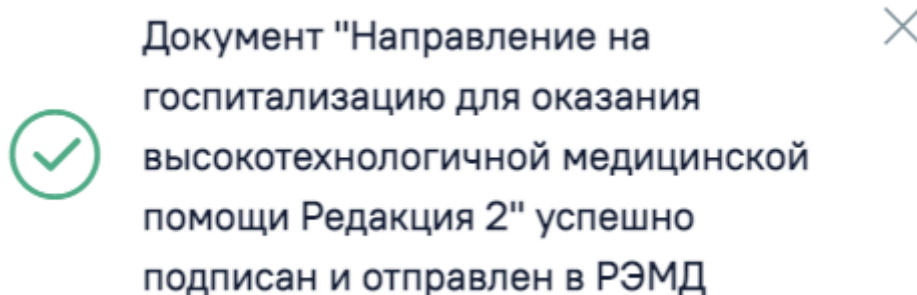 Документ "Направление на
госпитализацию для оказания
высокотехнологичной медицинской
помощи Редакция 2" успешно
подписан и отправлен в РЭМД